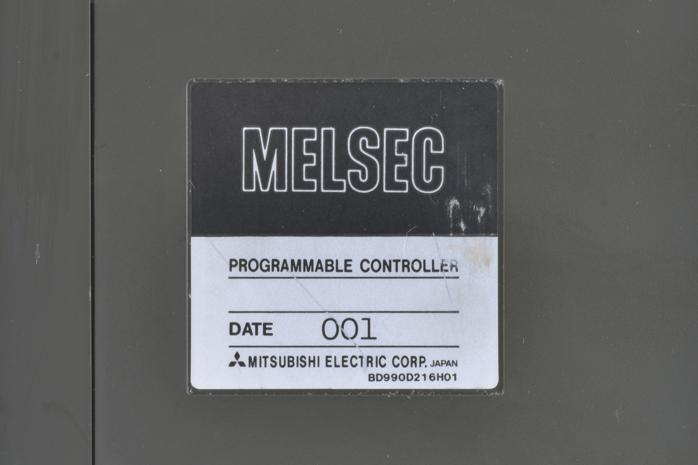 MELSEC
PROGRAMMABLE CONTROLLER
DATE 001
MITSUBISHI ELECTRIC CORP. JAPAN
BD990D216H01